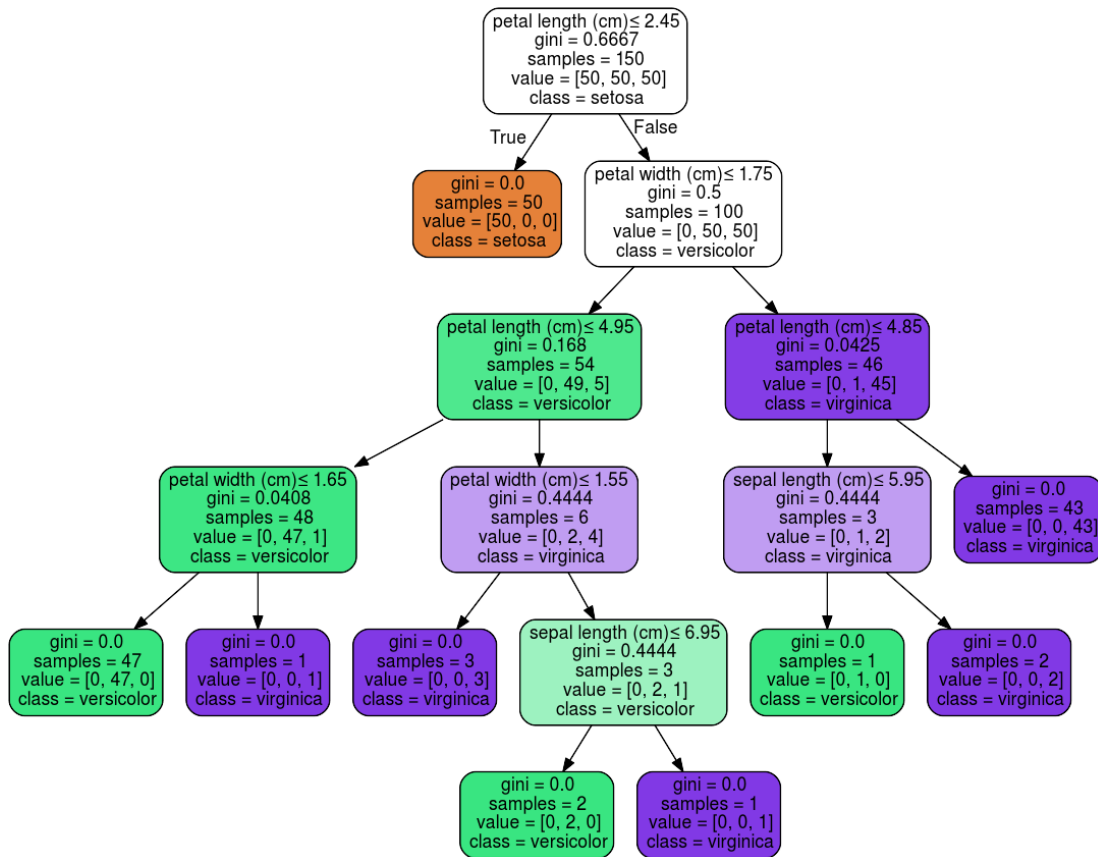 petal length (cm)≤ 2.45
gini = 0.6667
samples = 150
value = [50, 50, 50]
class = setosa
True
False
gini = 0.0
samples = 50
value = [50, 0, 0]
class = setosa
petal width (cm)≤ 1.75
gini = 0.5
samples = 100
value = [0, 50, 50]
class = versicolor
petal length (cm)≤ 4.95
gini = 0.168
samples = 54
value = [0, 49, 5]
class = versicolor
petal length (cm)≤ 4.85
gini = 0.0425
samples = 46
value = [0, 1, 45]
class = virginica
petal width (cm)≤ 1.65
gini = 0.0408
samples = 48
value = [0, 47, 1]
class = versicolor
petal width (cm)≤ 1.55
gini = 0.4444
samples = 6
value = [0, 2, 4]
class = virginica
sepal length (cm)≤ 5.95
gini = 0.4444
samples = 3
value = [0, 1, 2]
class = virginica
gini = 0.0
samples = 43
value = [0, 0, 43]
class = virginica
gini = 0.0
samples = 47
value = [0, 47, 0]
class = versicolor
gini = 0.0
samples = 1
value = [0, 0, 1]
class = virginica
gini = 0.0
samples = 3
value = [0, 0, 3]
class = virginica
sepal length (cm)≤ 6.95
gini = 0.4444
samples = 3
value = [0, 2, 1]
class = versicolor
gini = 0.0
samples = 1
value = [0, 1, 0]
class = versicolor
gini = 0.0
samples = 2
value = [0, 0, 2]
class = virginica
gini = 0.0
samples = 2
value = [0, 2, 0]
class = versicolor
gini = 0.0
samples = 1
value = [0, 0, 1]
class = virginica